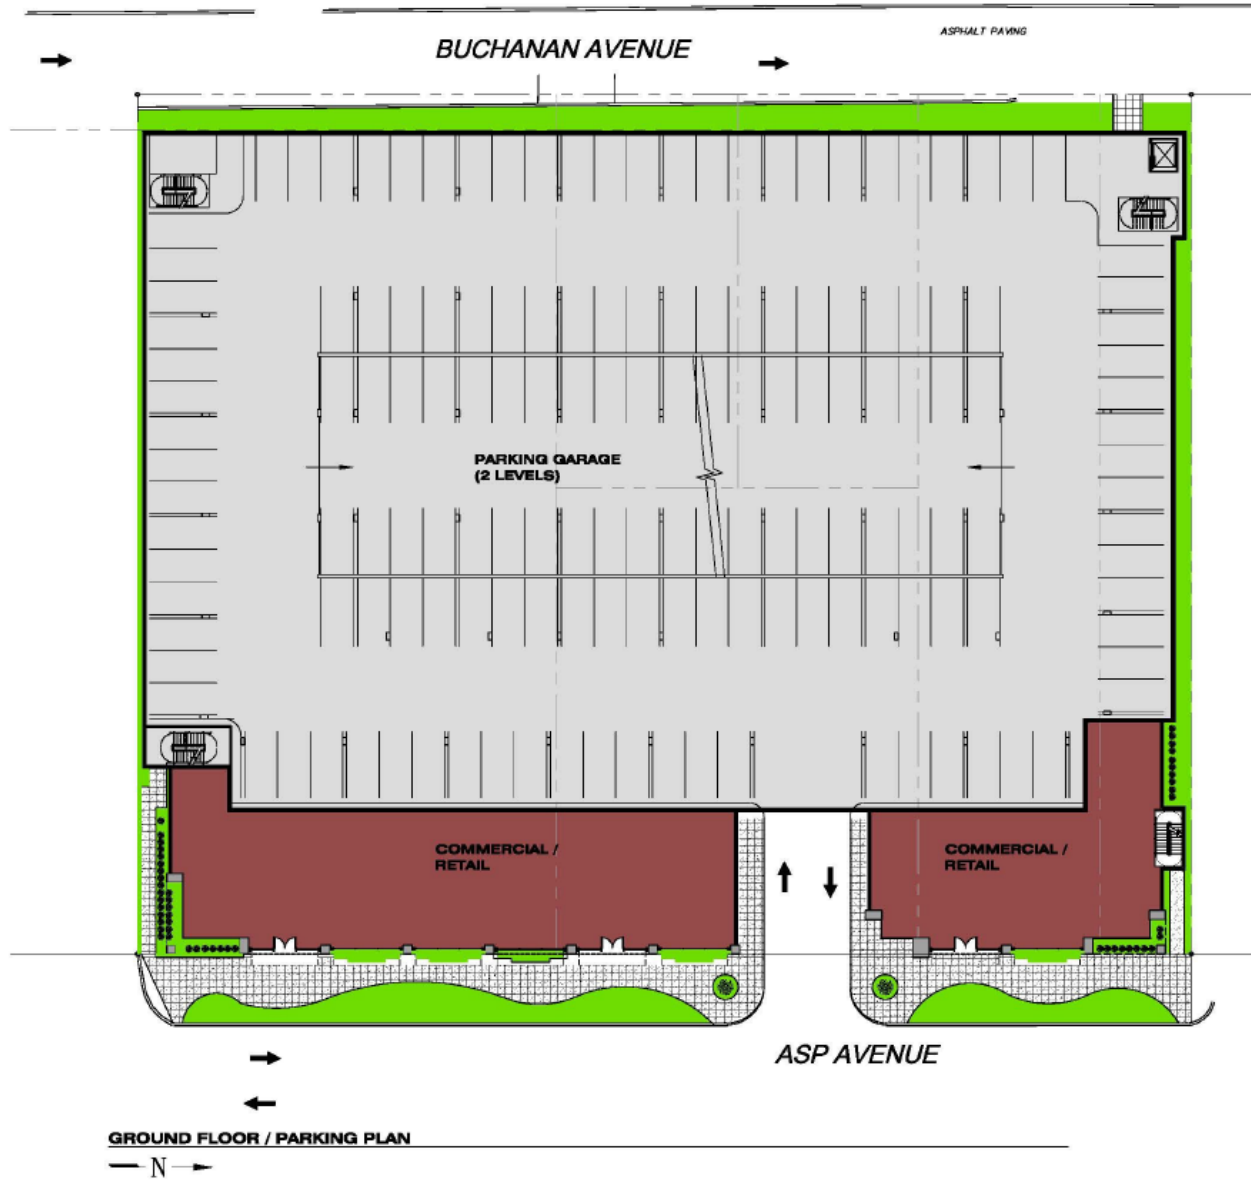 ASPHALT PAVING
BUCHANAN AVENUE
PARKING GARAGE
(2 LEVELS)
COMMERCIAL /
RETAIL
COMMERCIAL /
RETAIL
ASP AVENUE
GROUND FLOOR / PARKING PLAN
N